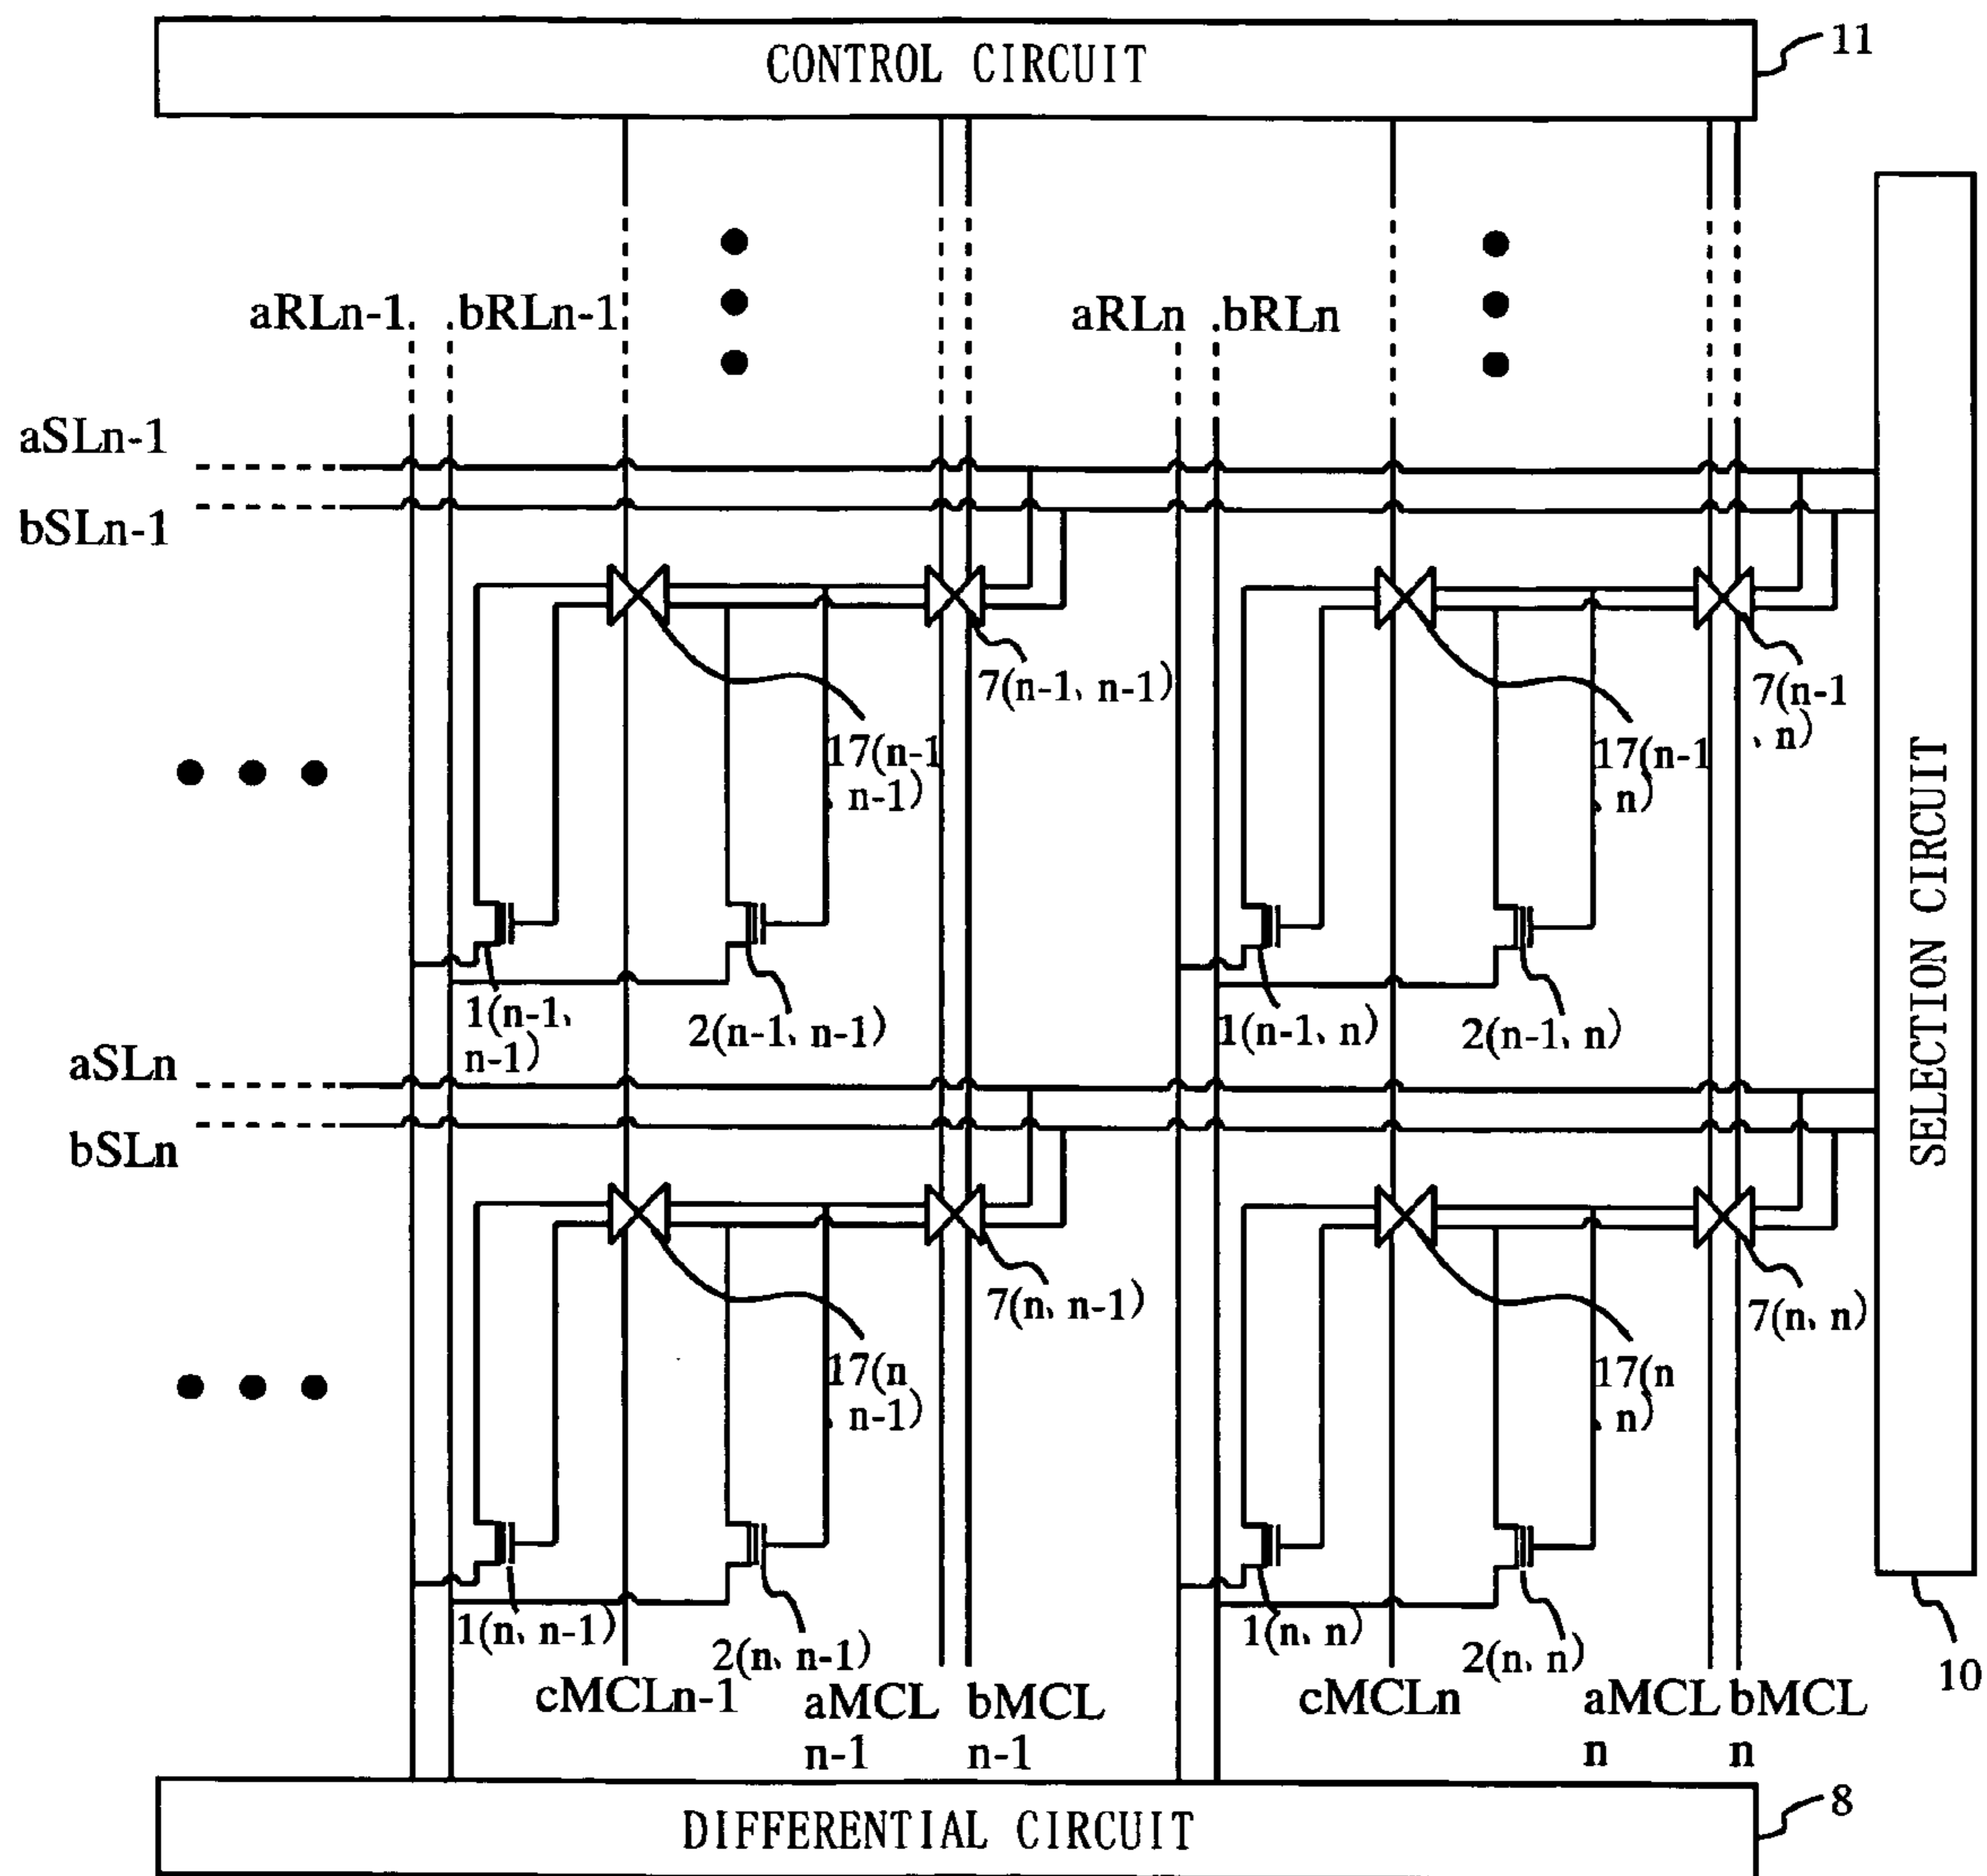 CONTROL CIRCUIT
11
aRLn-1
bRLn-1
aRLn
bRLn
aSLn-1
bSLn-1
7(n-1、n-1)
7(n-1
、n)
17(n-1
、n-1)
17(n-1
、n)
SELECTION CIRCUIT
1(n-1、
n-1)
2(n-1、n-1)
1(n-1、n)
2(n-1、n)
aSLn
bSLn
7(n、n-1)
7(n、n)
17(n
、n-1)
17(n
、n)
1(n、n-1)
2(n、n-1)
1(n、n)
2(n、n)
10
cMCLn-1
aMCL
n-1
bMCL
n-1
cMCLn
aMCL
n
bMCL
n
DIFFERENTIAL CIRCUIT
8